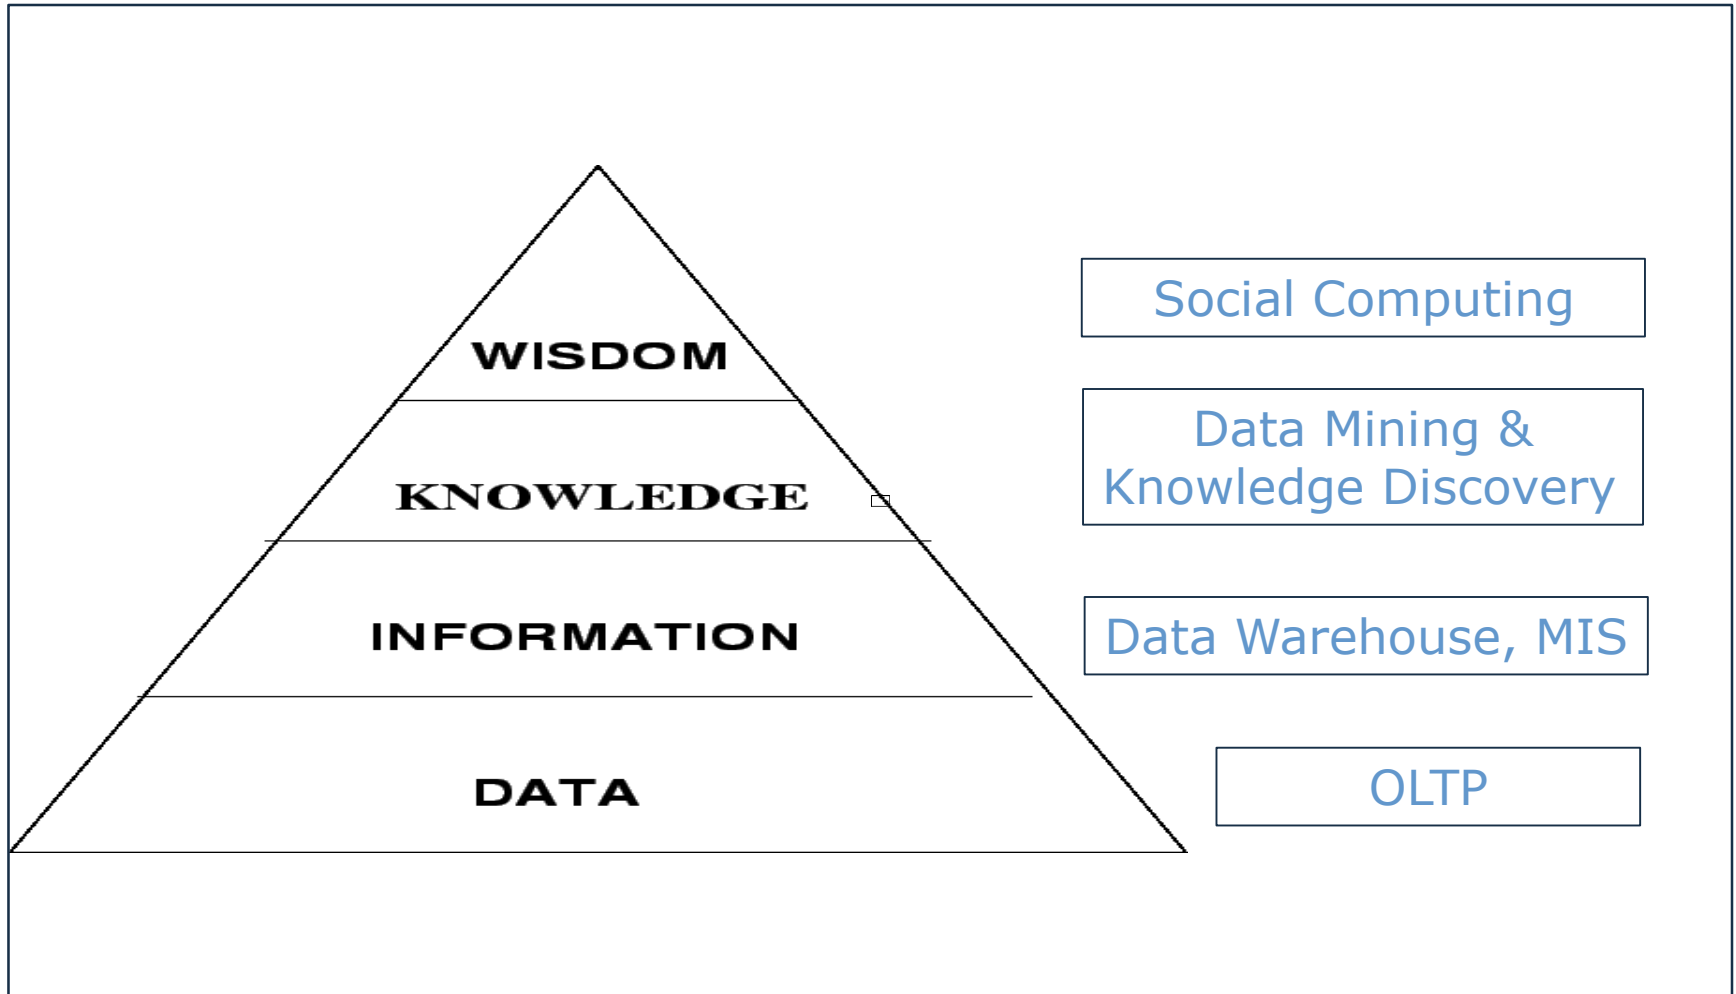 Social Computing
WISDOM
Data Mining &
Knowledge Discovery
KNOWLEDGE
INFORMATION
Data Warehouse, MIS
DATA
OLTP